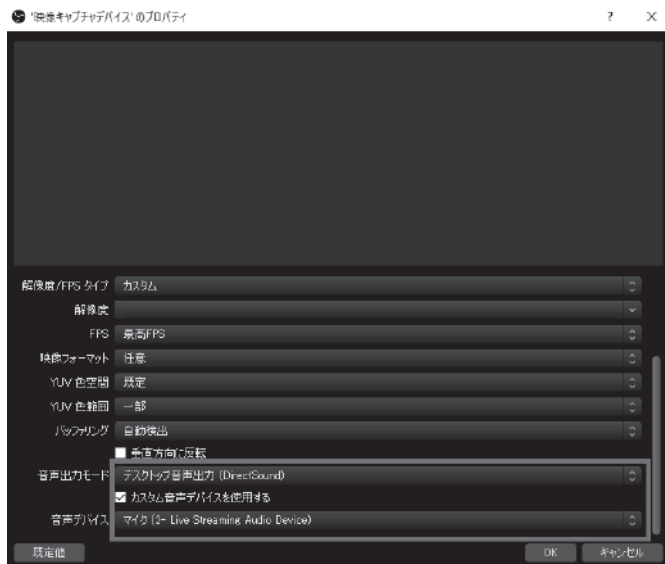 '映像キャプチャデバイス' のプロパティ
?
解像度/FPS タイプ カスタム
解像度
FPS 最高FPS
映像フォーマット 任意
YUV 色空間 既定
YUV 色範囲 一部
バッファリング 自動検出
垂直方向に反転
音声出力モード デスクトップ音声出力 (DirectSound)
カスタム音声デバイスを使用する
音声デバイス マイク (2- Live Streaming Audio Device)
既定値 OK キャンセル